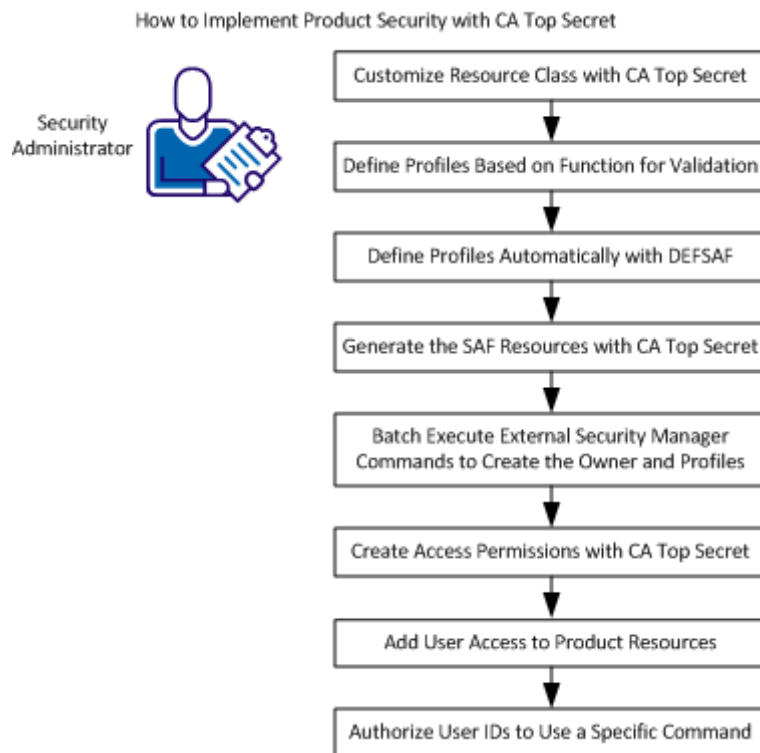 How to Implement Product Security with CA Top Secret
Security
Administrator
Customize Resource Class with CA Top Secret
Define Profiles Based on Function for Validation
Define Profiles Automatically with DEFSAF
Generate the SAF Resources with CA Top Secret
Batch Execute External Security Manager
Commands to Create the Owner and Profiles
Create Access Permissions with CA Top Secret
Add User Access to Product Resources
Authorize User IDs to Use a Specific Command